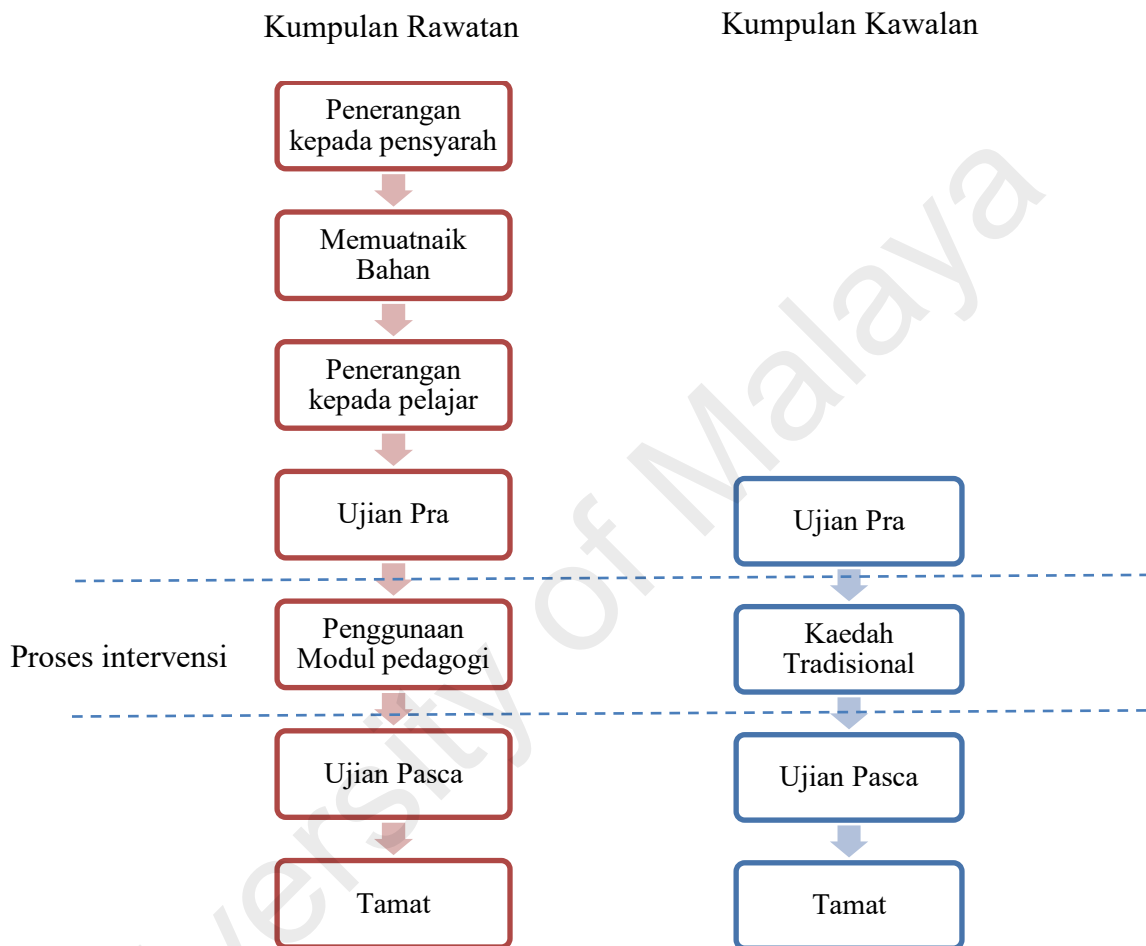 Kumpulan Rawatan
Kumpulan Kawalan
Penerangan
kepada pensyarah
Memuatnaik
Bahan
Penerangan
kepada pelajar
Ujian Pra
Ujian Pra
Proses intervensi
Penggunaan
Modul pedagogi
Kaedah
Tradisional
Ujian Pasca
Ujian Pasca
Tamat
Tamat
versity of Malaya